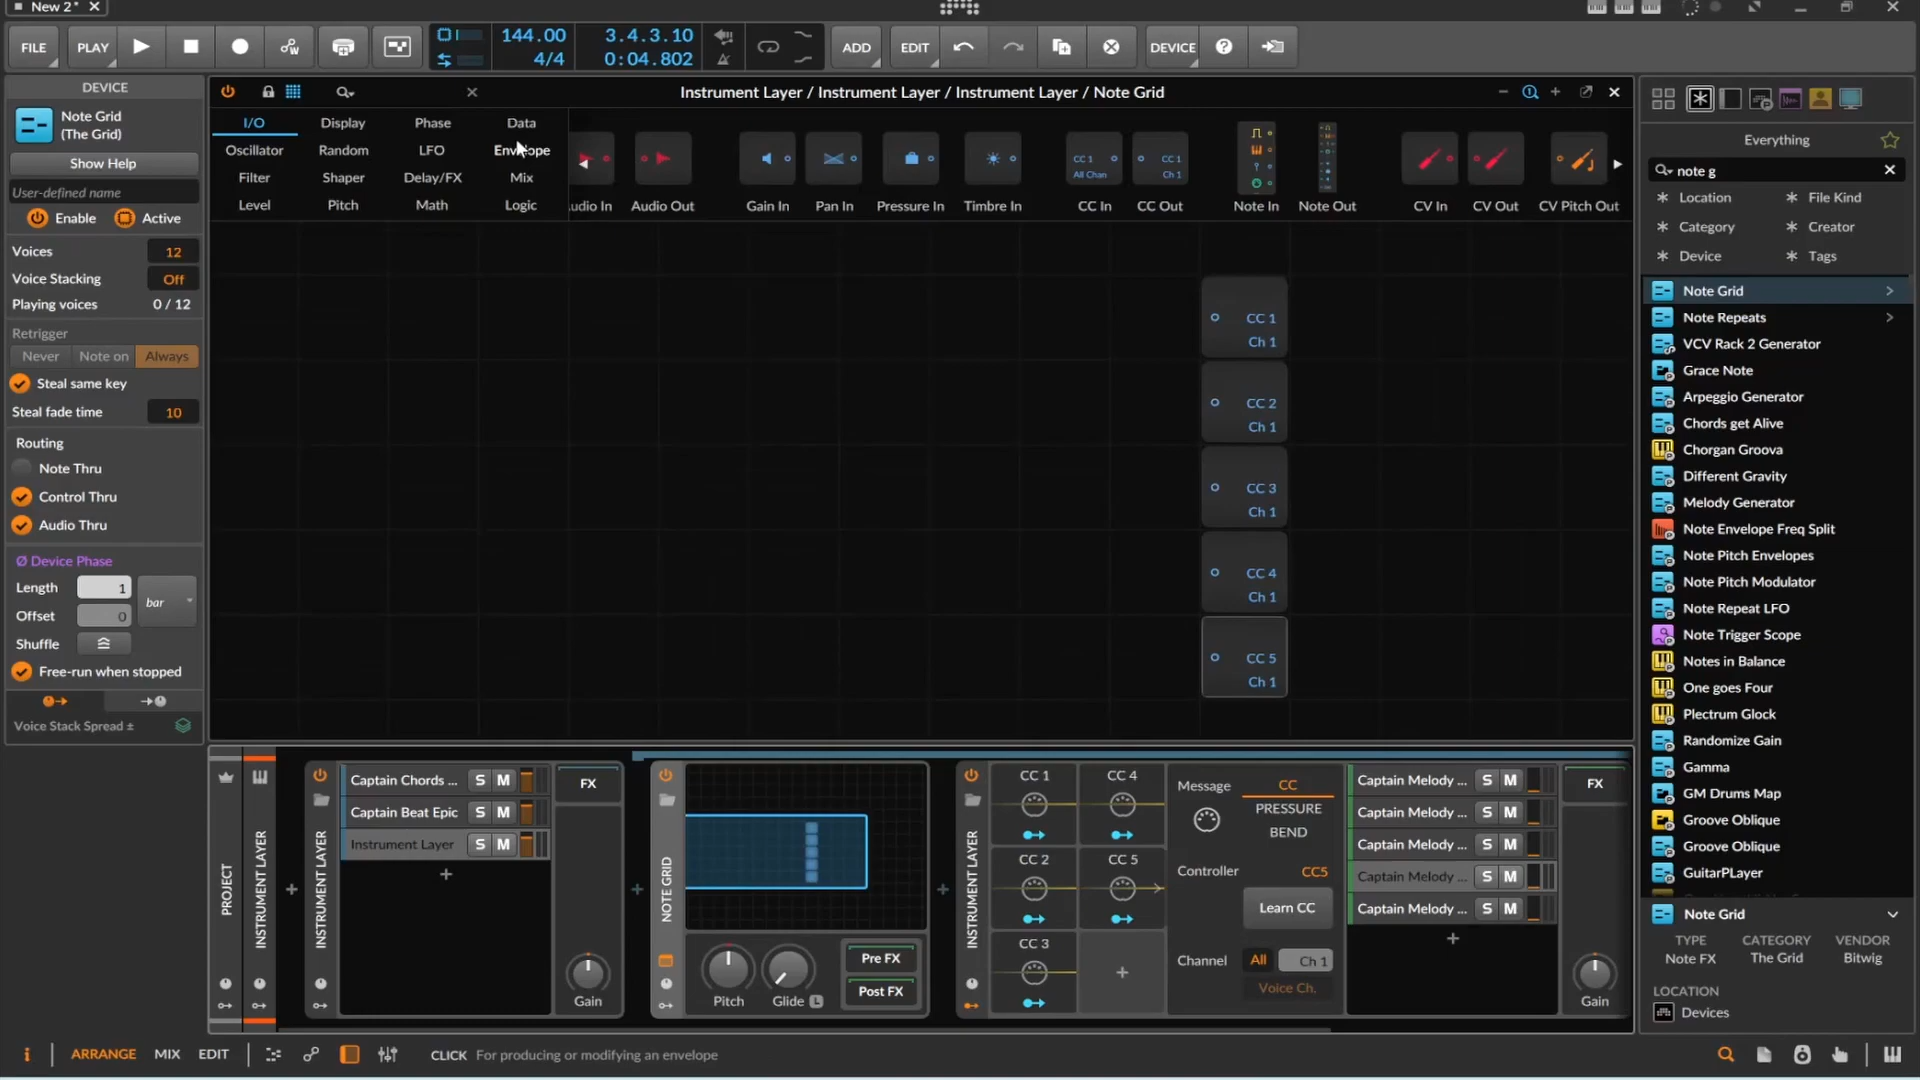 New 2*
FILE
PLAY
144.00
4/4
3.4.3.10
0:04.802
ADD
EDIT
DEVICE
DEVICE
Note Grid
(The Grid)
Show Help
User-defined name
Enable
Active
Voices
12
Voice Stacking
Off
Playing voices
0 / 12
Retrigger
Never
Note on
Always
Steal same key
Steal fade time
10
Routing
Note Thru
Control Thru
Audio Thru
Ø Device Phase
Length
1
bar
Offset
0
Shuffle
Free-run when stopped
Voice Stack Spread ±
Instrument Layer / Instrument Layer / Instrument Layer / Note Grid
I/O
Display
Phase
Data
Oscillator
Random
LFO
Envelope
Filter
Shaper
Delay/FX
Mix
Level
Pitch
Math
Logic
udio In
Audio Out
Gain In
Pan In
Pressure In
Timbre In
CC 1
All Chan
CC In
CC 1
Ch 1
CC Out
Note In
Note Out
CV In
CV Out
CV Pitch Out
CC 1
Ch 1
CC 2
Ch 1
CC 3
Ch 1
CC 4
Ch 1
CC 5
Ch 1
PROJECT
INSTRUMENT LAYER
INSTRUMENT LAYER
Captain Chords ...
S
M
Captain Beat Epic
S
M
Instrument Layer
S
M
FX
Gain
NOTE GRID
Pitch
Glide
L
Pre FX
Post FX
INSTRUMENT LAYER
CC 1
CC 4
CC 2
CC 5
CC 3
Message
CC
PRESSURE
BEND
Controller
CC5
Learn CC
Channel
All
Ch 1
Voice Ch.
Captain Melody ...
S
M
Captain Melody ...
S
M
Captain Melody ...
S
M
Captain Melody ...
S
M
Captain Melody ...
S
M
FX
Gain
Everything
note g
Location
File Kind
Category
Creator
Device
Tags
Note Grid
Note Repeats
VCV Rack 2 Generator
Grace Note
Arpeggio Generator
Chords get Alive
Chorgan Groova
Different Gravity
Melody Generator
Note Envelope Freq Split
Note Pitch Envelopes
Note Pitch Modulator
Note Repeat LFO
Note Trigger Scope
Notes in Balance
One goes Four
Plectrum Glock
Randomize Gain
Gamma
GM Drums Map
Groove Oblique
Groove Oblique
GuitarPLayer
Note Grid
TYPE
Note FX
CATEGORY
The Grid
VENDOR
Bitwig
LOCATION
Devices
i
ARRANGE
MIX
EDIT
CLICK
For producing or modifying an envelope